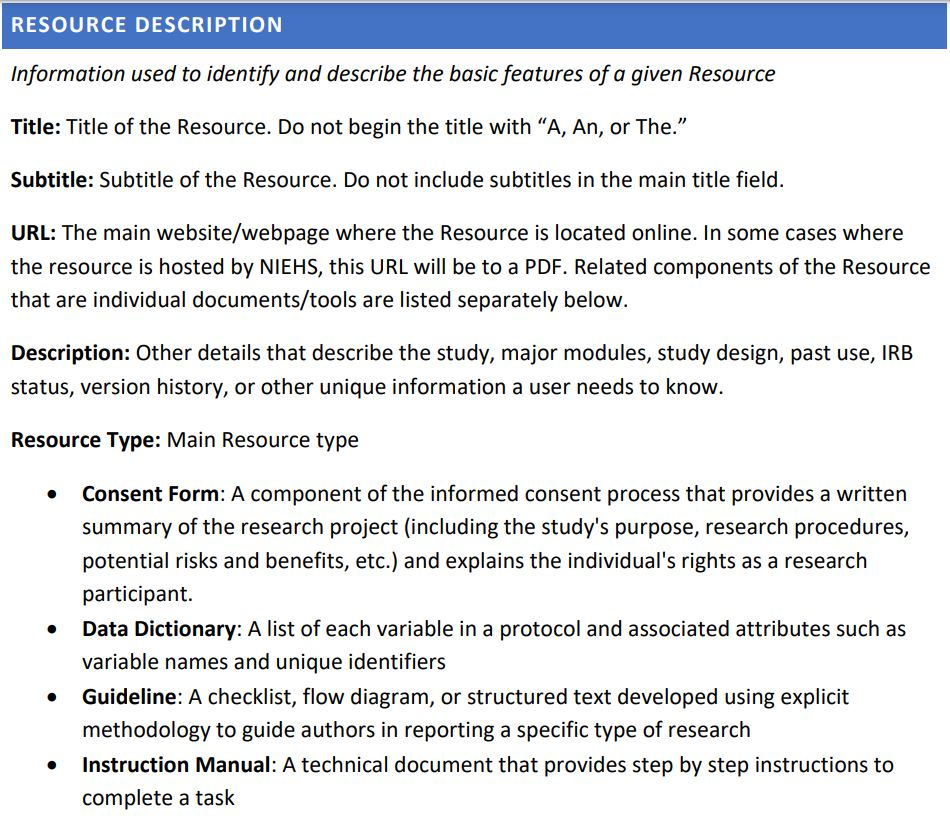 RESOURCE DESCRIPTION
Information used to identify and describe the basic features of a given Resource
Title: Title of the Resource. Do not begin the title with “A, An, or The.”
Subtitle: Subtitle of the Resource. Do not include subtitles in the main title field.
URL: The main website/webpage where the Resource is located online. In some cases where
the resource is hosted by NIEHS, this URL will be to a PDF. Related components of the Resource
that are individual documents/tools are listed separately below.
Description: Other details that describe the study, major modules, study design, past use, IRB
status, version history, or other unique information a user needs to know.
Resource Type: Main Resource type
• Consent Form: A component of the informed consent process that provides a written
summary of the research project (including the study's purpose, research procedures,
potential risks and benefits, etc.) and explains the individual's rights as a research
participant.
• Data Dictionary: A list of each variable in a protocol and associated attributes such as
variable names and unique identifiers
• Guideline: A checklist, flow diagram, or structured text developed using explicit
methodology to guide authors in reporting a specific type of research
• Instruction Manual: A technical document that provides step by step instructions to
complete a task